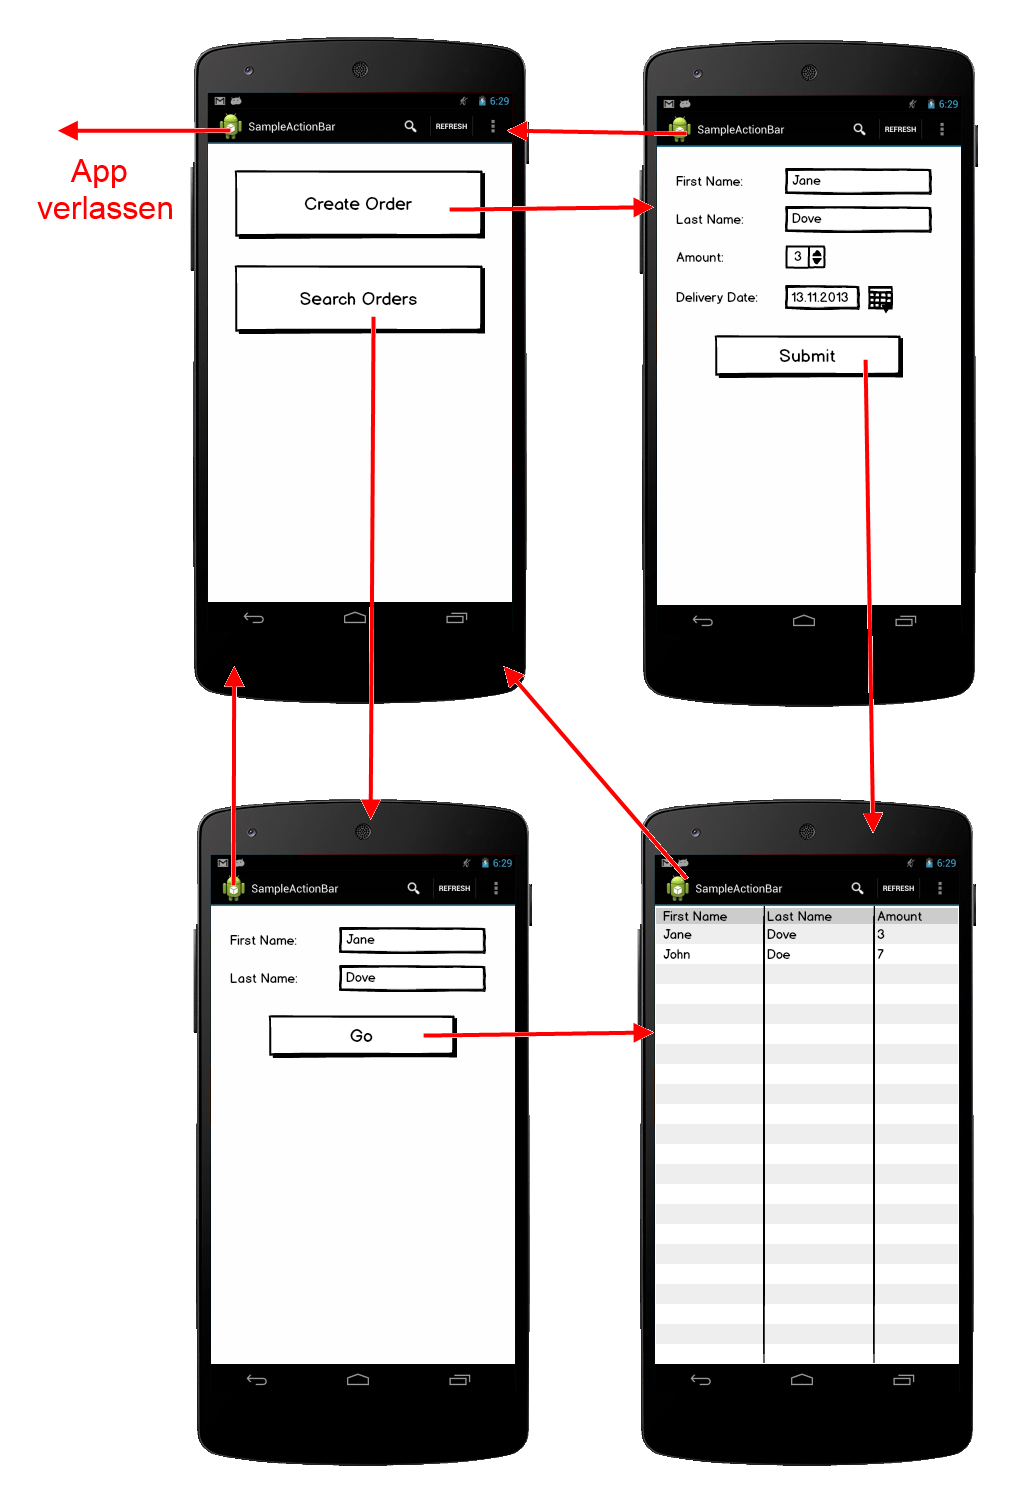 6:29
SampleActionBar REFRESH
App
verlassen
Create Order
Search Orders
6:29
SampleActionBar REFRESH
First Name: Jane
Last Name: Dove
Amount: 3
Delivery Date: 13.11.2013
Submit
6:29
SampleActionBar REFRESH
First Name: Jane
Last Name: Dove
Go
6:29
SampleActionBar REFRESH
First Name Last Name Amount
Jane Dove 3
John Doe 7